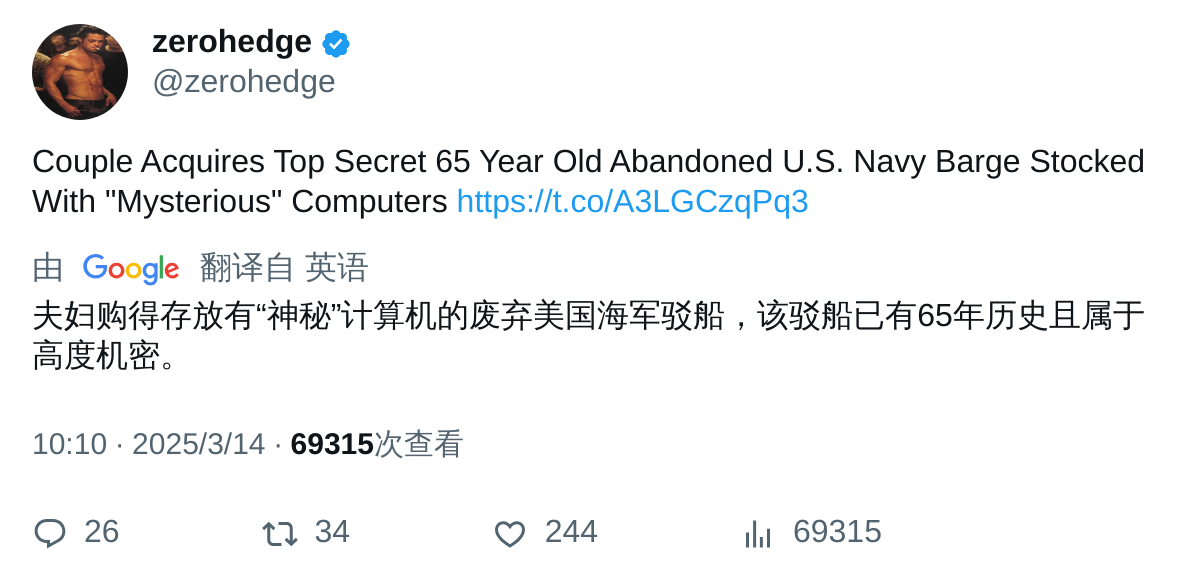 zerohedge
@zerohedge
Couple Acquires Top Secret 65 Year Old Abandoned U.S. Navy Barge Stocked
With "Mysterious" Computers https://t.co/A3LGCzqPq3
由 Google 翻译自 英语
夫妇购得存放有“神秘”计算机的废弃美国海军驳船，该驳船已有65年历史且属于
高度机密。
10:10 · 2025/3/14 · 69315次查看
26 34 244 69315